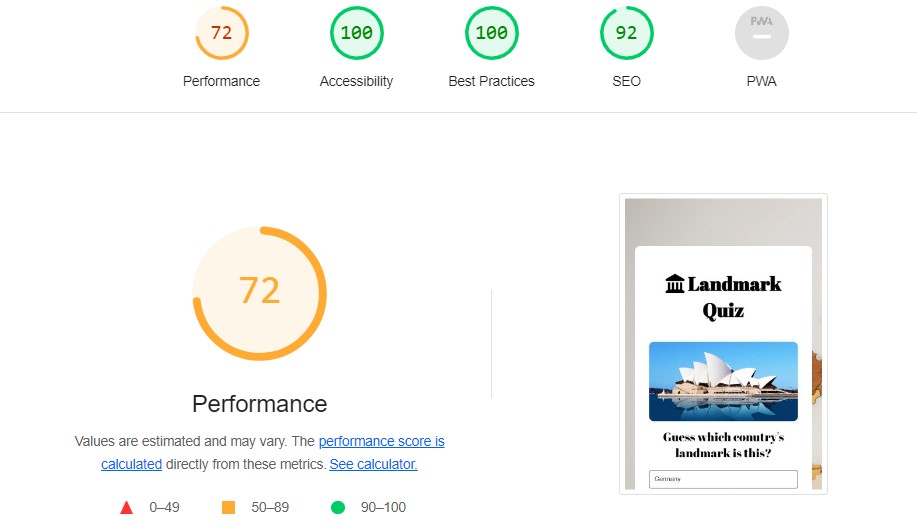 72
100
100
92
PWA
Performance
Accessibility
Best Practices
SEO
PWA
72
Performance
Values are estimated and may vary. The performance score is
calculated directly from these metrics. See calculator.
0–49
50–89
90–100
Landmark
Quiz
Guess which country's
landmark is this?
Germany